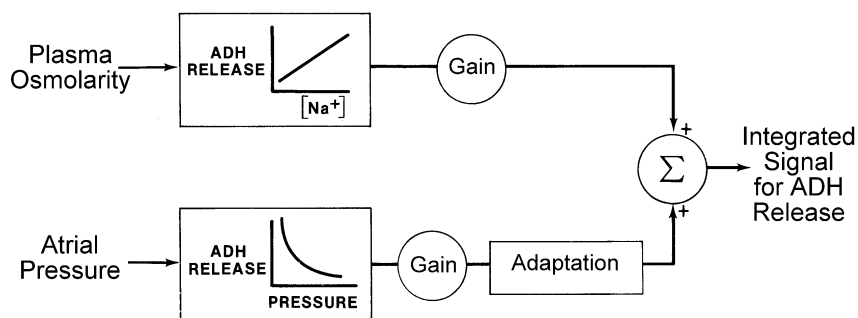 Plasma
Osmolarity
ADH
RELEASE
[Na⁺]
Gain
+
Σ
+
Integrated
Signal
for ADH
Release
Atrial
Pressure
ADH
RELEASE
PRESSURE
Gain
Adaptation